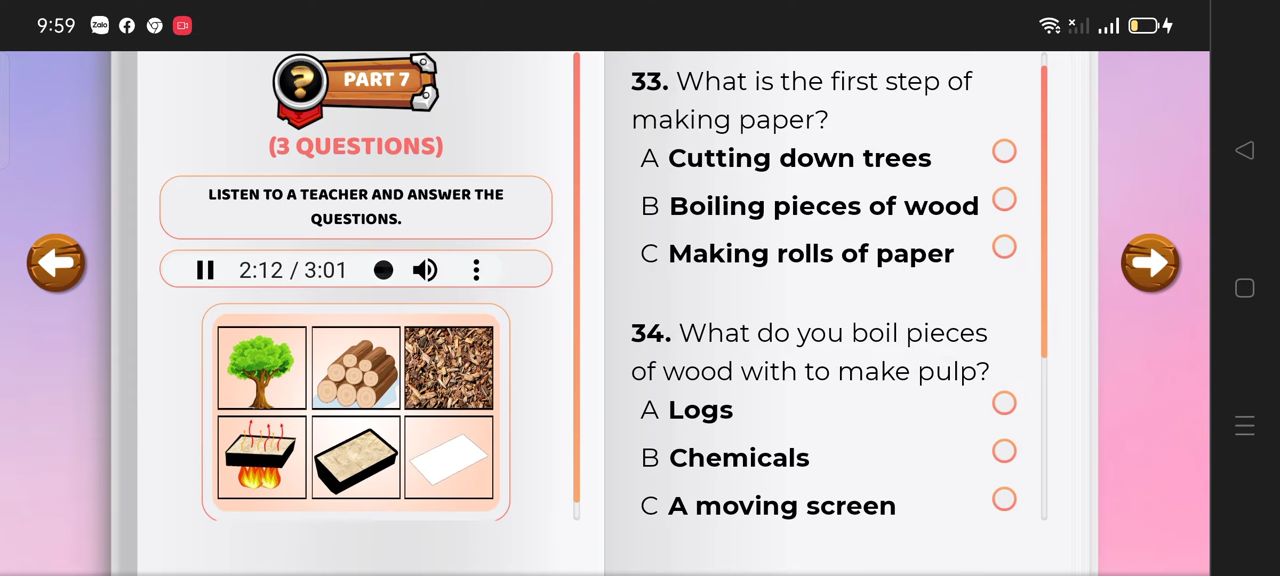 9:59
Zalo
PART 7
(3 QUESTIONS)
LISTEN TO A TEACHER AND ANSWER THE
QUESTIONS.
2:12 / 3:01
33. What is the first step of
making paper?
A Cutting down trees
B Boiling pieces of wood
C Making rolls of paper
34. What do you boil pieces
of wood with to make pulp?
A Logs
B Chemicals
C A moving screen